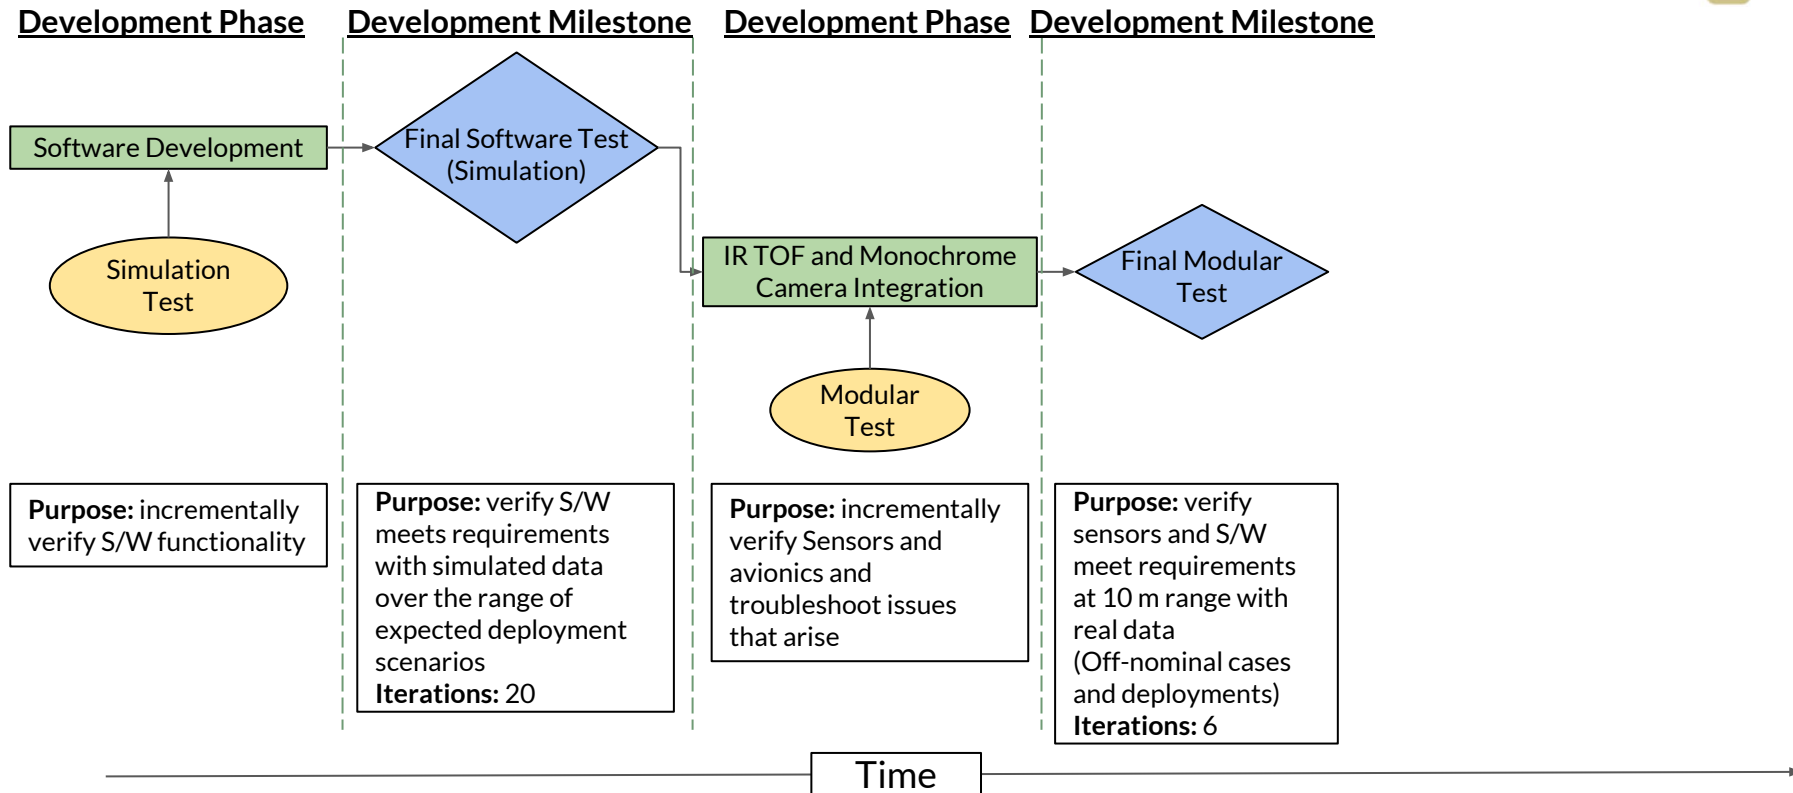 Development Phase
Development Milestone
Development Phase
Development Milestone
Software Development
Final Software Test
(Simulation)
Simulation
Test
IR TOF and Monochrome
Camera Integration
Final Modular
Test
Modular
Test
Purpose: incrementally
verify S/W functionality
Purpose: verify S/W
meets requirements
with simulated data
over the range of
expected deployment
scenarios
Iterations: 20
Purpose: incrementally
verify Sensors and
avionics and
troubleshoot issues
that arise
Purpose: verify
sensors and S/W
meet requirements
at 10 m range with
real data
(Off-nominal cases
and deployments)
Iterations: 6
Time